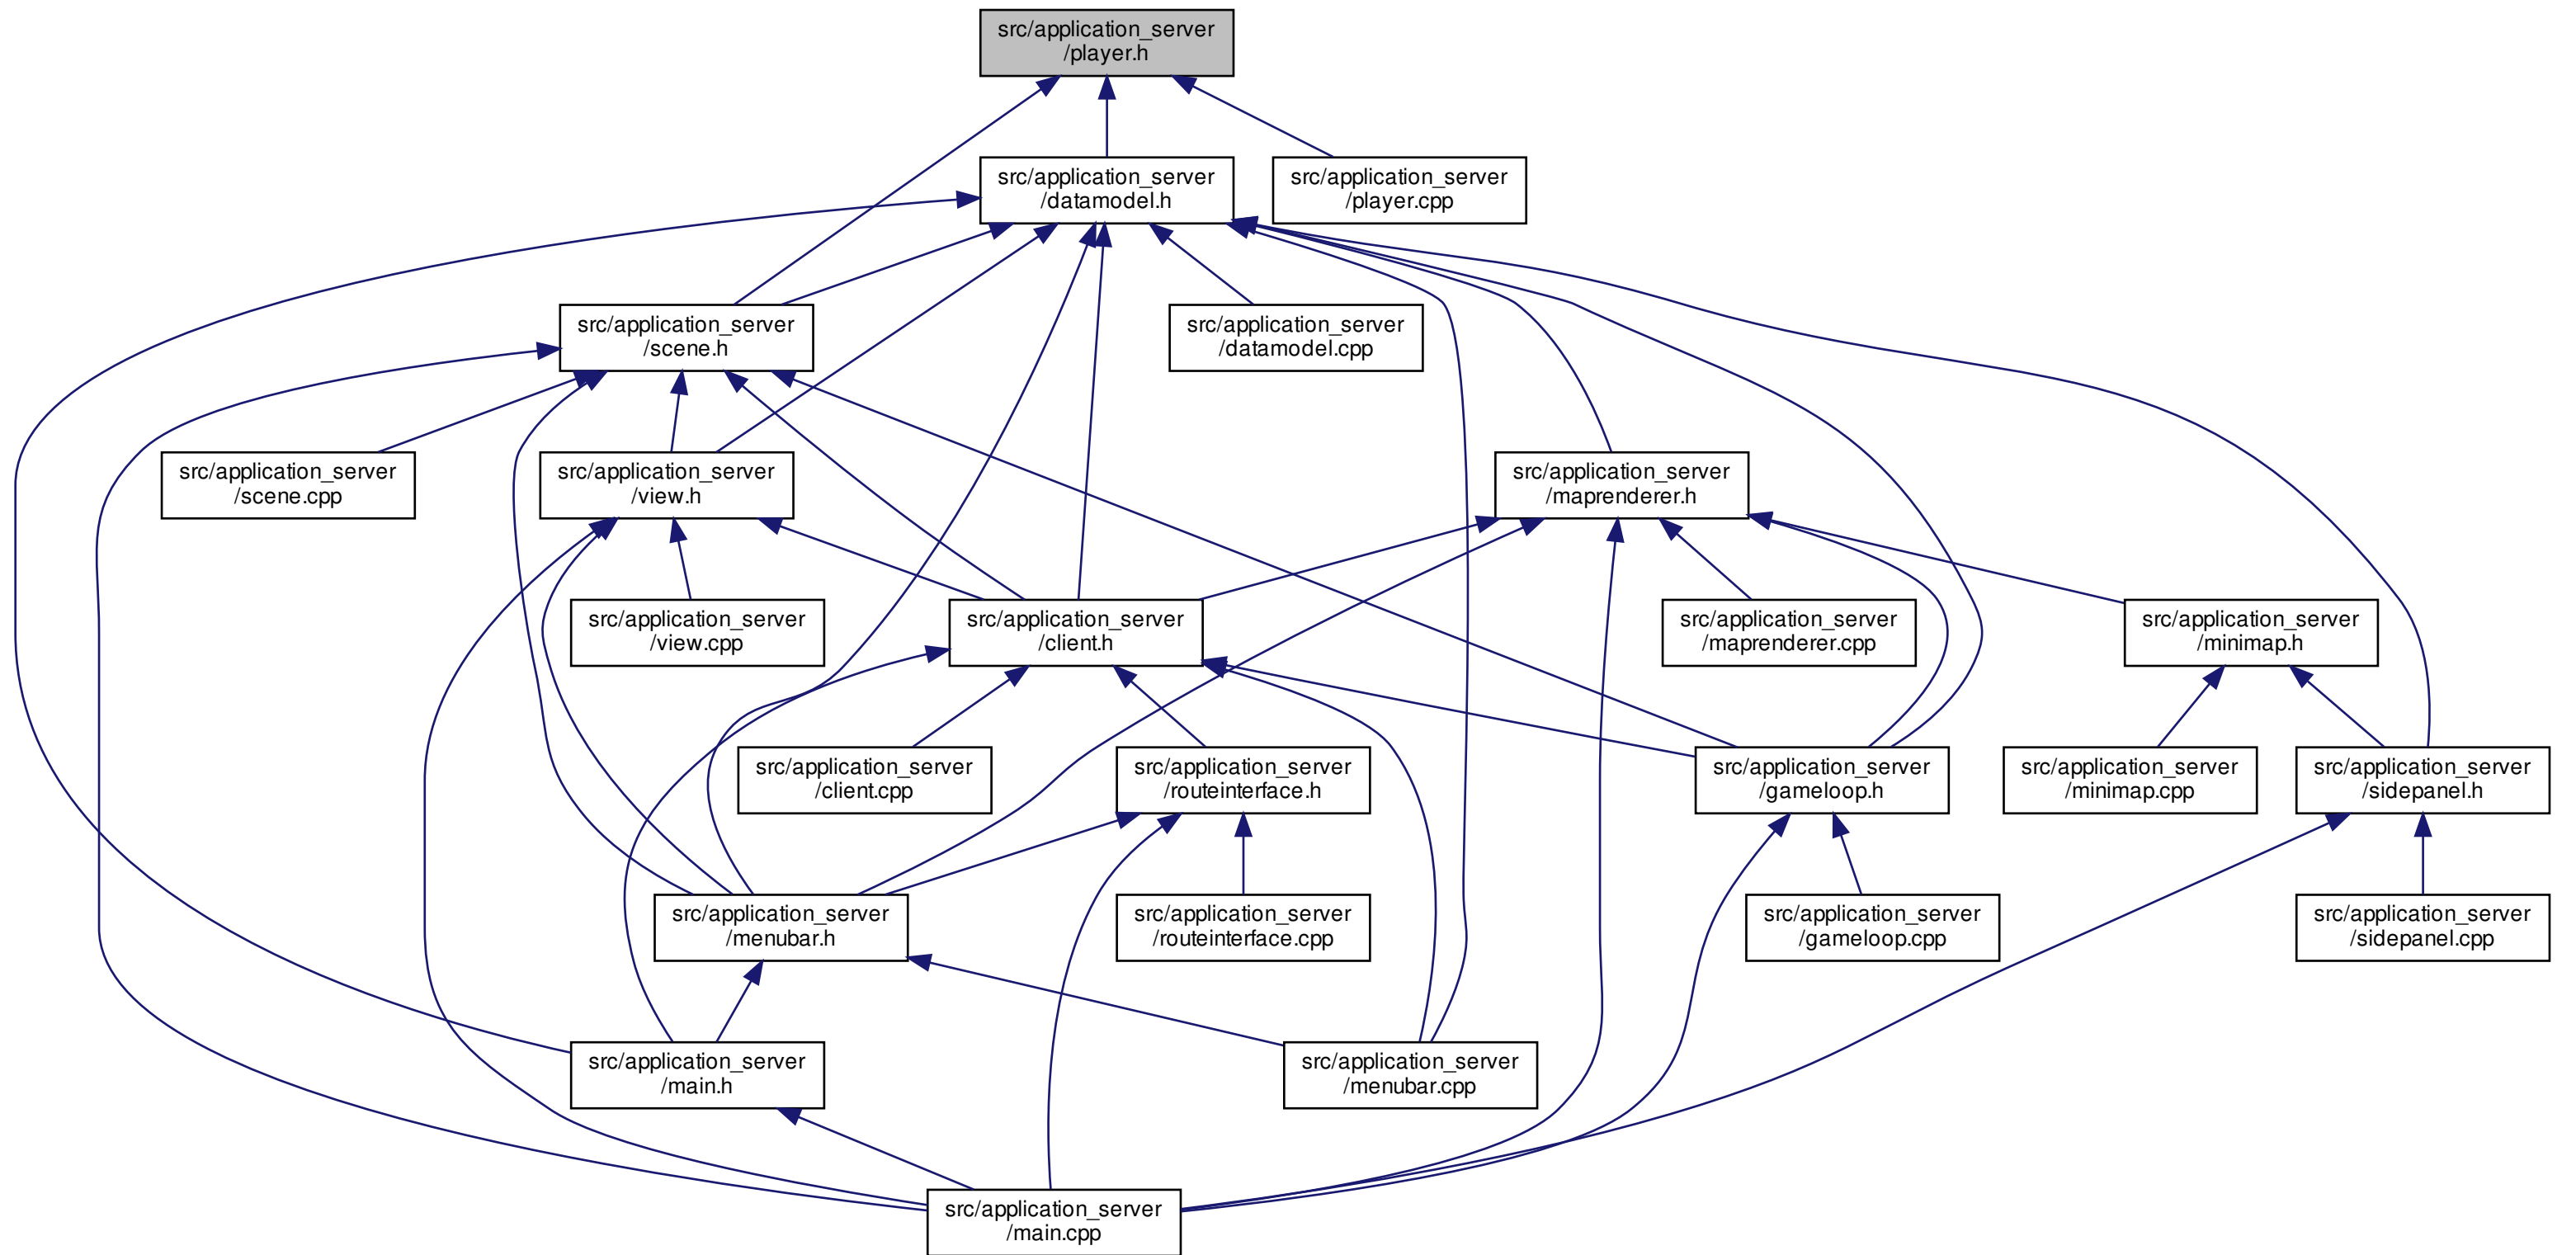 src/application_server
/player.h
src/application_server
/datamodel.h
src/application_server
/player.cpp
src/application_server
/scene.h
src/application_server
/datamodel.cpp
src/application_server
/scene.cpp
src/application_server
/view.h
src/application_server
/maprenderer.h
src/application_server
/view.cpp
src/application_server
/client.h
src/application_server
/maprenderer.cpp
src/application_server
/minimap.h
src/application_server
/client.cpp
src/application_server
/routeinterface.h
src/application_server
/gameloop.h
src/application_server
/minimap.cpp
src/application_server
/sidepanel.h
src/application_server
/menubar.h
src/application_server
/routeinterface.cpp
src/application_server
/gameloop.cpp
src/application_server
/sidepanel.cpp
src/application_server
/main.h
src/application_server
/menubar.cpp
src/application_server
/main.cpp